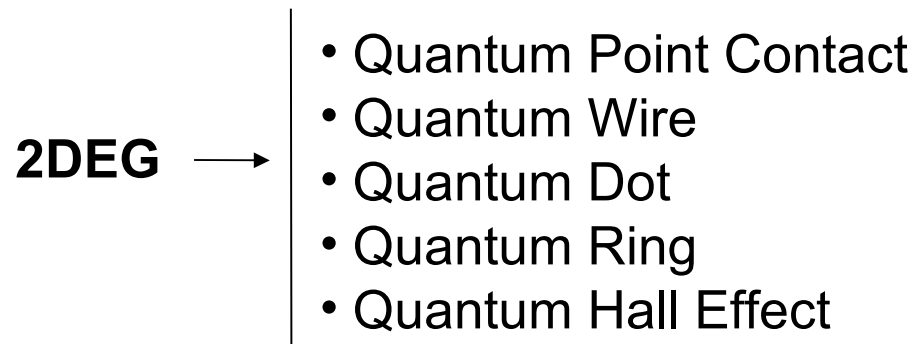 2DEG
• Quantum Point Contact
• Quantum Wire
• Quantum Dot
• Quantum Ring
• Quantum Hall Effect